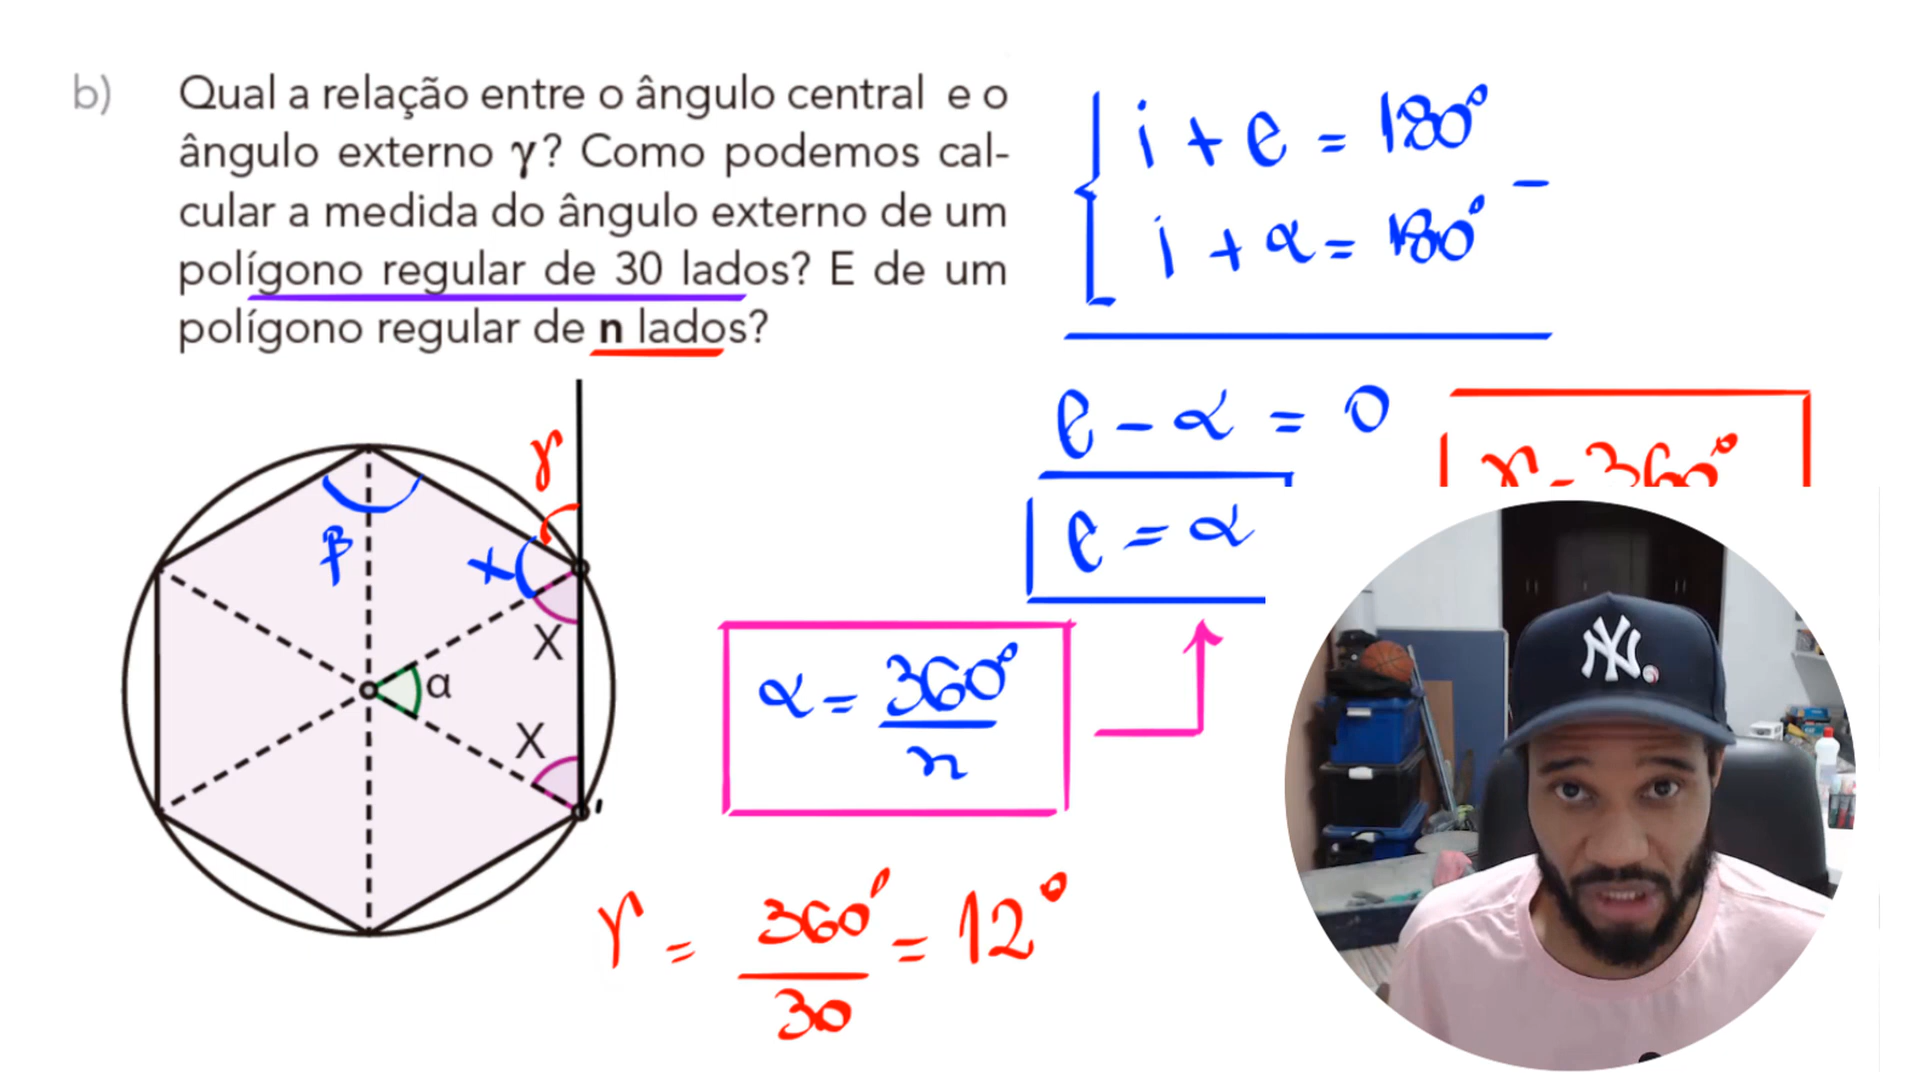 b) Qual a relação entre o ângulo central e o
ângulo externo γ? Como podemos cal-
cular a medida do ângulo externo de um
polígono regular de 30 lados? E de um
polígono regular de n lados?
i + e = 180°
i + α = 180° -
e - α = 0
e = α
γ = 360°
γ
β
x
X
α
X
α = 360°
n
γ = 360° = 12°
30
NY